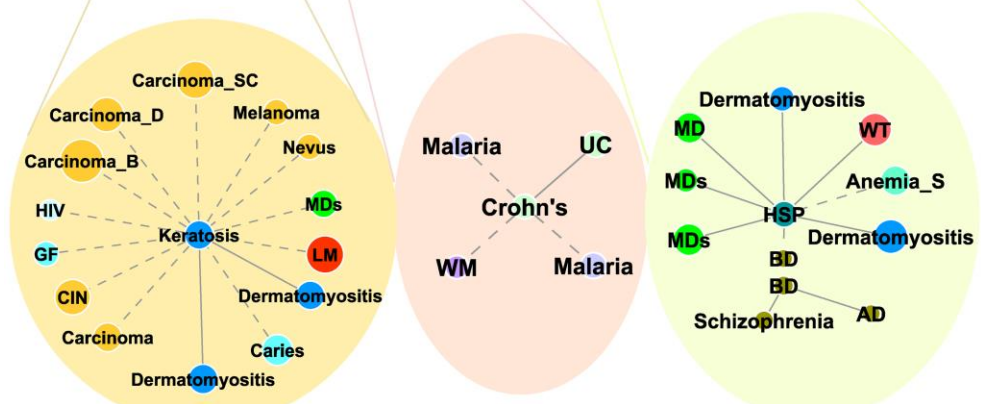 Carcinoma_SC
Carcinoma_D
Melanoma
Carcinoma_B
Nevus
HIV
MDs
Keratosis
GF
LM
CIN
Dermatomyositis
Carcinoma
Caries
Dermatomyositis
Malaria
UC
Crohn's
WM
Malaria
Dermatomyositis
MD
WT
MDs
Anemia_S
HSP
MDs
Dermatomyositis
BD
BD
Schizophrenia
AD